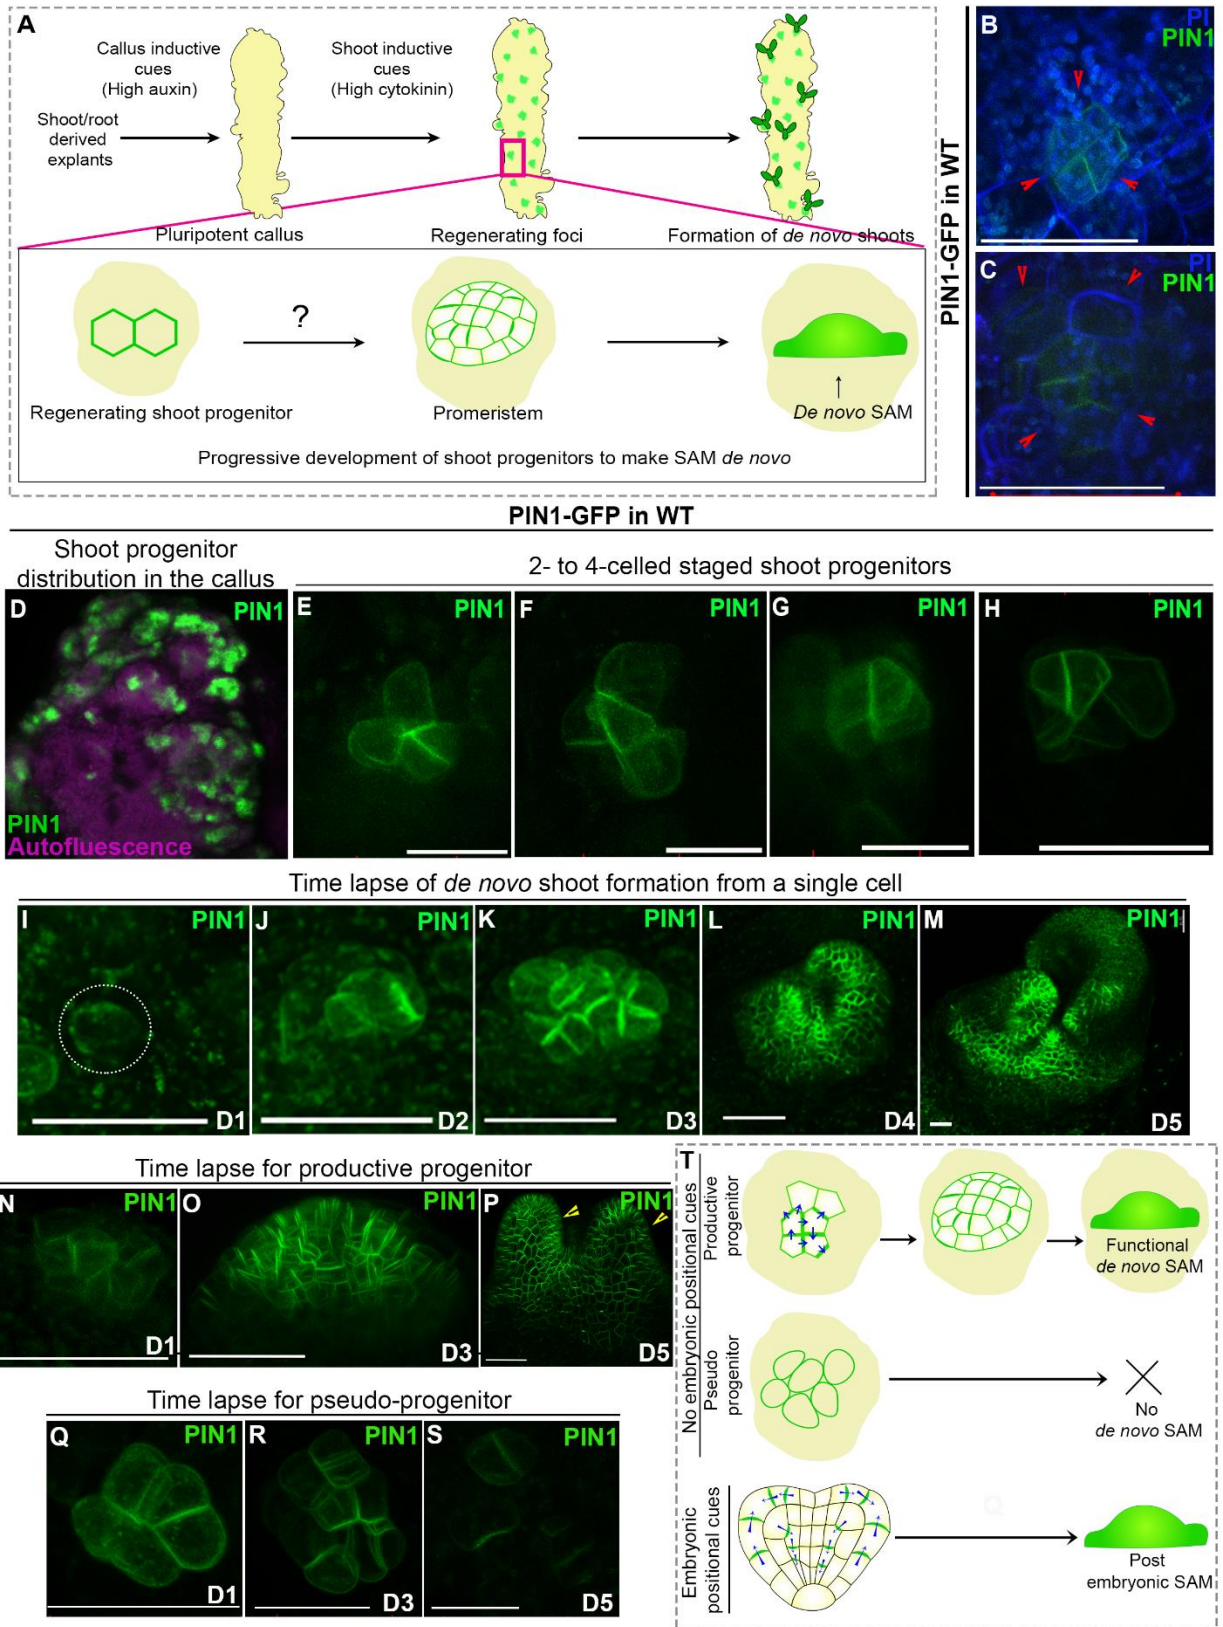 A
Callus inductive
cues
(High auxin)
Shoot inductive
cues
(High cytokinin)
Shoot/root
derived
explants
Pluripotent callus
Regenerating foci
Formation of de novo shoots
?
Regenerating shoot progenitor
Promeristem
De novo SAM
Progressive development of shoot progenitors to make SAM de novo
PIN1-GFP in WT
B
PI
PIN1
C
PI
PIN1
PIN1-GFP in WT
Shoot progenitor
distribution in the callus
2- to 4-celled staged shoot progenitors
D
PIN1
PIN1
Autofluescence
E
PIN1
F
PIN1
G
PIN1
H
PIN1
Time lapse of de novo shoot formation from a single cell
I
PIN1
D1
J
PIN1
D2
K
PIN1
D3
L
PIN1
D4
M
PIN1
D5
Time lapse for productive progenitor
N
PIN1
D1
O
PIN1
D3
P
PIN1
D5
Time lapse for pseudo-progenitor
Q
PIN1
D1
R
PIN1
D3
S
PIN1
D5
T
No embryonic positional cues
Productive
progenitor
Functional
de novo SAM
Pseudo
progenitor
No
de novo SAM
Embryonic
positional cues
Post
embryonic SAM